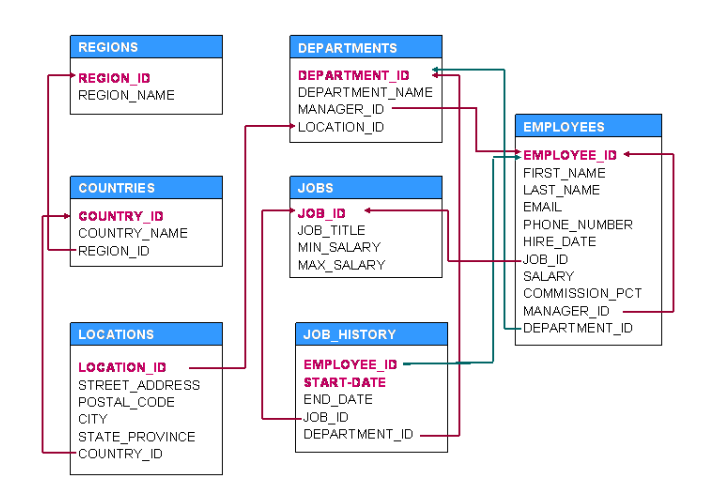 REGIONS
REGION_ID
REGION_NAME
DEPARTMENTS
DEPARTMENT_ID
DEPARTMENT_NAME
MANAGER_ID
LOCATION_ID
EMPLOYEES
EMPLOYEE_ID
FIRST_NAME
LAST_NAME
EMAIL
PHONE_NUMBER
HIRE_DATE
JOB_ID
SALARY
COMMISSION_PCT
MANAGER_ID
DEPARTMENT_ID
COUNTRIES
COUNTRY_ID
COUNTRY_NAME
REGION_ID
JOBS
JOB_ID
JOB_TITLE
MIN_SALARY
MAX_SALARY
LOCATIONS
LOCATION_ID
STREET_ADDRESS
POSTAL_CODE
CITY
STATE_PROVINCE
COUNTRY_ID
JOB_HISTORY
EMPLOYEE_ID
START-DATE
END_DATE
JOB_ID
DEPARTMENT_ID